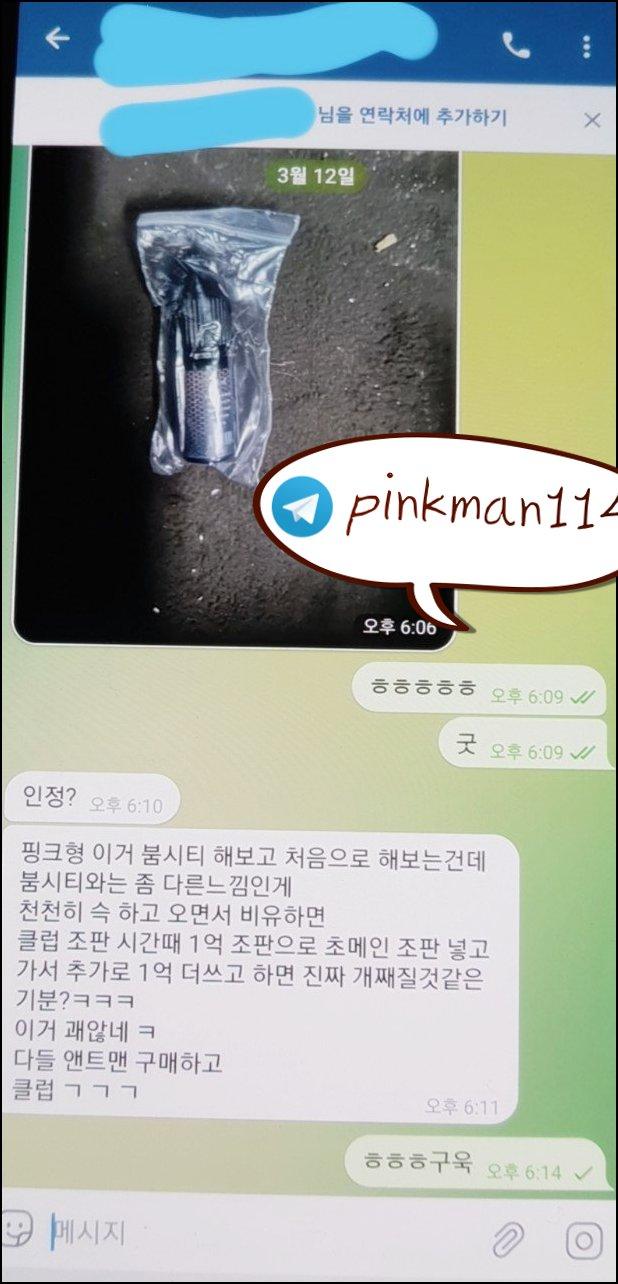 님을 연락처에 추가하기
3월 12일
pinkman114
오후 6:06
ㅎㅎㅎㅎㅎ 오후 6:09
굿 오후 6:09
인정? 오후 6:10
핑크형 이거 붐시티 해보고 처음으로 해보는건데
붐시티와는 좀 다른느낌인게
천천히 슥 하고 오면서 비유하면
클럽 조판 시간때 1억 조판으로 초메인 조판 넣고
가서 추가로 1억 더쓰고 하면 진짜 개째질것같은
기분?ㅋㅋㅋ
이거 괘않네 ㅋ
다들 앤트맨 구매하고
클럽 ㄱ ㄱ ㄱ
오후 6:11
ㅎㅎㅎ구욱 오후 6:14
메시지